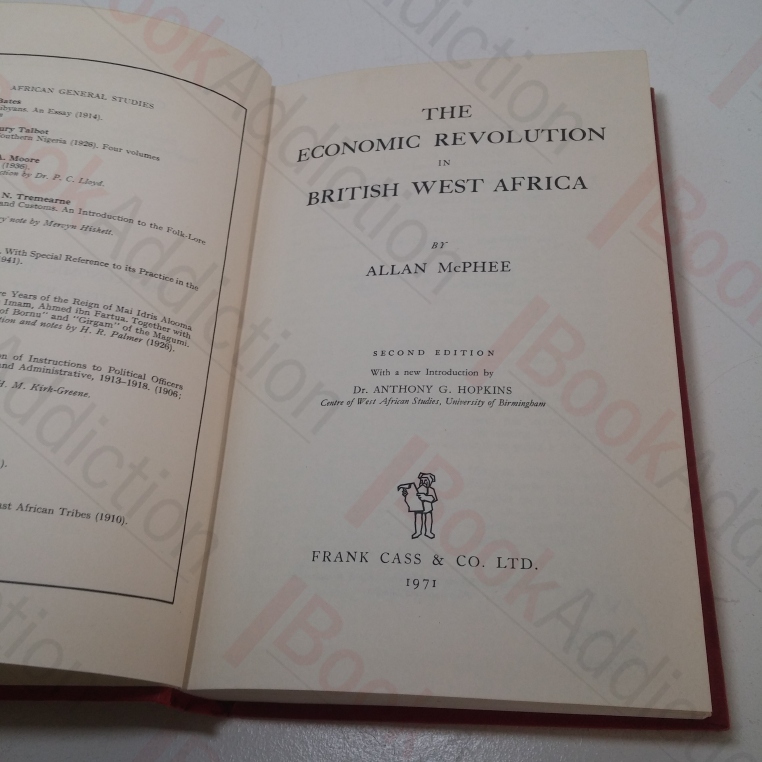 AFRICAN GENERAL STUDIES
An Essay (1914).
Talbot
Southern Nigeria (1926). Four volumes
Moore
(1936).
by Dr. P. C. Lloyd.
N. Tremearne
and Customs. An Introduction to the Folk-Lore
note by Mervyn Hiskett.
With Special Reference to its Practice in the
Years of the Reign of Mai Idris Alooma
Imam, Ahmed ibn Fartua. Together with
of Bornu" and "Girgam" of the Magumi.
and notes by H. R. Palmer (1926).
of Instructions to Political Officers
and Administrative, 1913–1918. (1906;
H. M. Kirk-Greene.
African Tribes (1910).
THE
ECONOMIC REVOLUTION
IN
BRITISH WEST AFRICA
BY
ALLAN McPHEE
SECOND EDITION
With a new Introduction by
Dr. ANTHONY G. HOPKINS
Centre of West African Studies, University of Birmingham
FRANK CASS & CO. LTD.
1971
BookAddiction